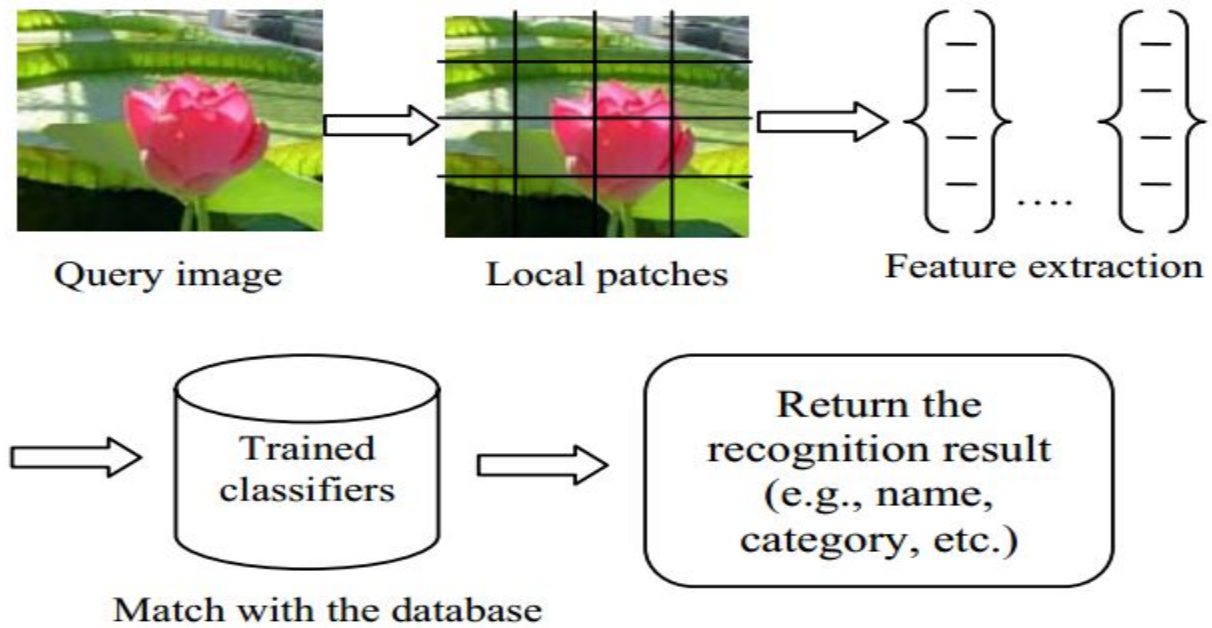 Query image
Local patches
Feature extraction
....
Trained
classifiers
Match with the database
Return the
recognition result
(e.g., name,
category, etc.)